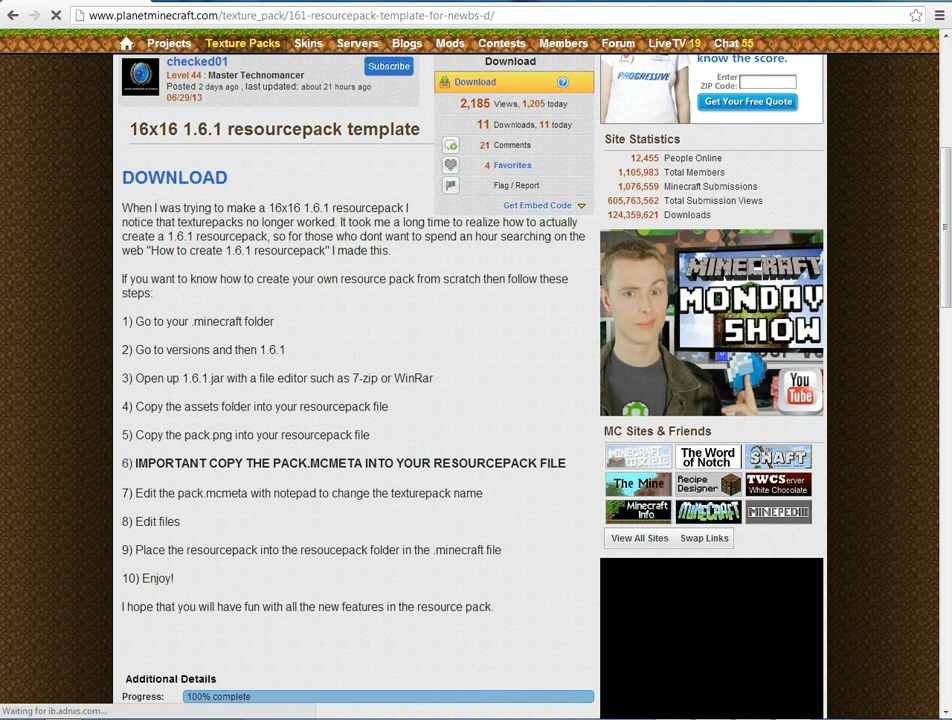 www.planetminecraft.com/texture_pack/161-resourcepack-template-for-newbs-d/
Projects Texture Packs Skins Servers Blogs Mods Contests Members Forum Live TV 19 Chat 55
checked01
Level 44 : Master Technomancer
Posted 2 days ago , last updated: about 21 hours ago
06/29/13
Subscribe
Download
Download
2,185 Views, 1,205 today
11 Downloads, 11 today
21 Comments
4 Favorites
Flag / Report
Get Embed Code
16x16 1.6.1 resourcepack template
DOWNLOAD
When I was trying to make a 16x16 1.6.1 resourcepack I
notice that texturepacks no longer worked. It took me a long time to realize how to actually
create a 1.6.1 resourcepack, so for those who dont want to spend an hour searching on the
web "How to create 1.6.1 resourcepack" I made this.
If you want to know how to create your own resource pack from scratch then follow these
steps:
1) Go to your .minecraft folder
2) Go to versions and then 1.6.1
3) Open up 1.6.1.jar with a file editor such as 7-zip or WinRar
4) Copy the assets folder into your resourcepack file
5) Copy the pack.png into your resourcepack file
6) IMPORTANT COPY THE PACK.MCMETA INTO YOUR RESOURCEPACK FILE
7) Edit the pack.mcmeta with notepad to change the texturepack name
8) Edit files
9) Place the resourcepack into the resoucepack folder in the .minecraft file
10) Enjoy!
I hope that you will have fun with all the new features in the resource pack.
Additional Details
Progress: 100% complete
Waiting for ib.adnxs.com...
PROGRESSIVE
know the score.
Enter
ZIP Code:
Get Your Free Quote
Site Statistics
12,455 People Online
1,105,983 Total Members
1,076,559 Minecraft Submissions
605,763,562 Total Submission Views
124,359,621 Downloads
MINECRAFT
MONDAY
SHOW
You
Tube
MC Sites & Friends
The Word
of Notch
SHAFT
The Mine
Recipe
Designer
TWCServer
White Chocolate
Minecraft
Info
MINECRAFT
View All Sites Swap Links